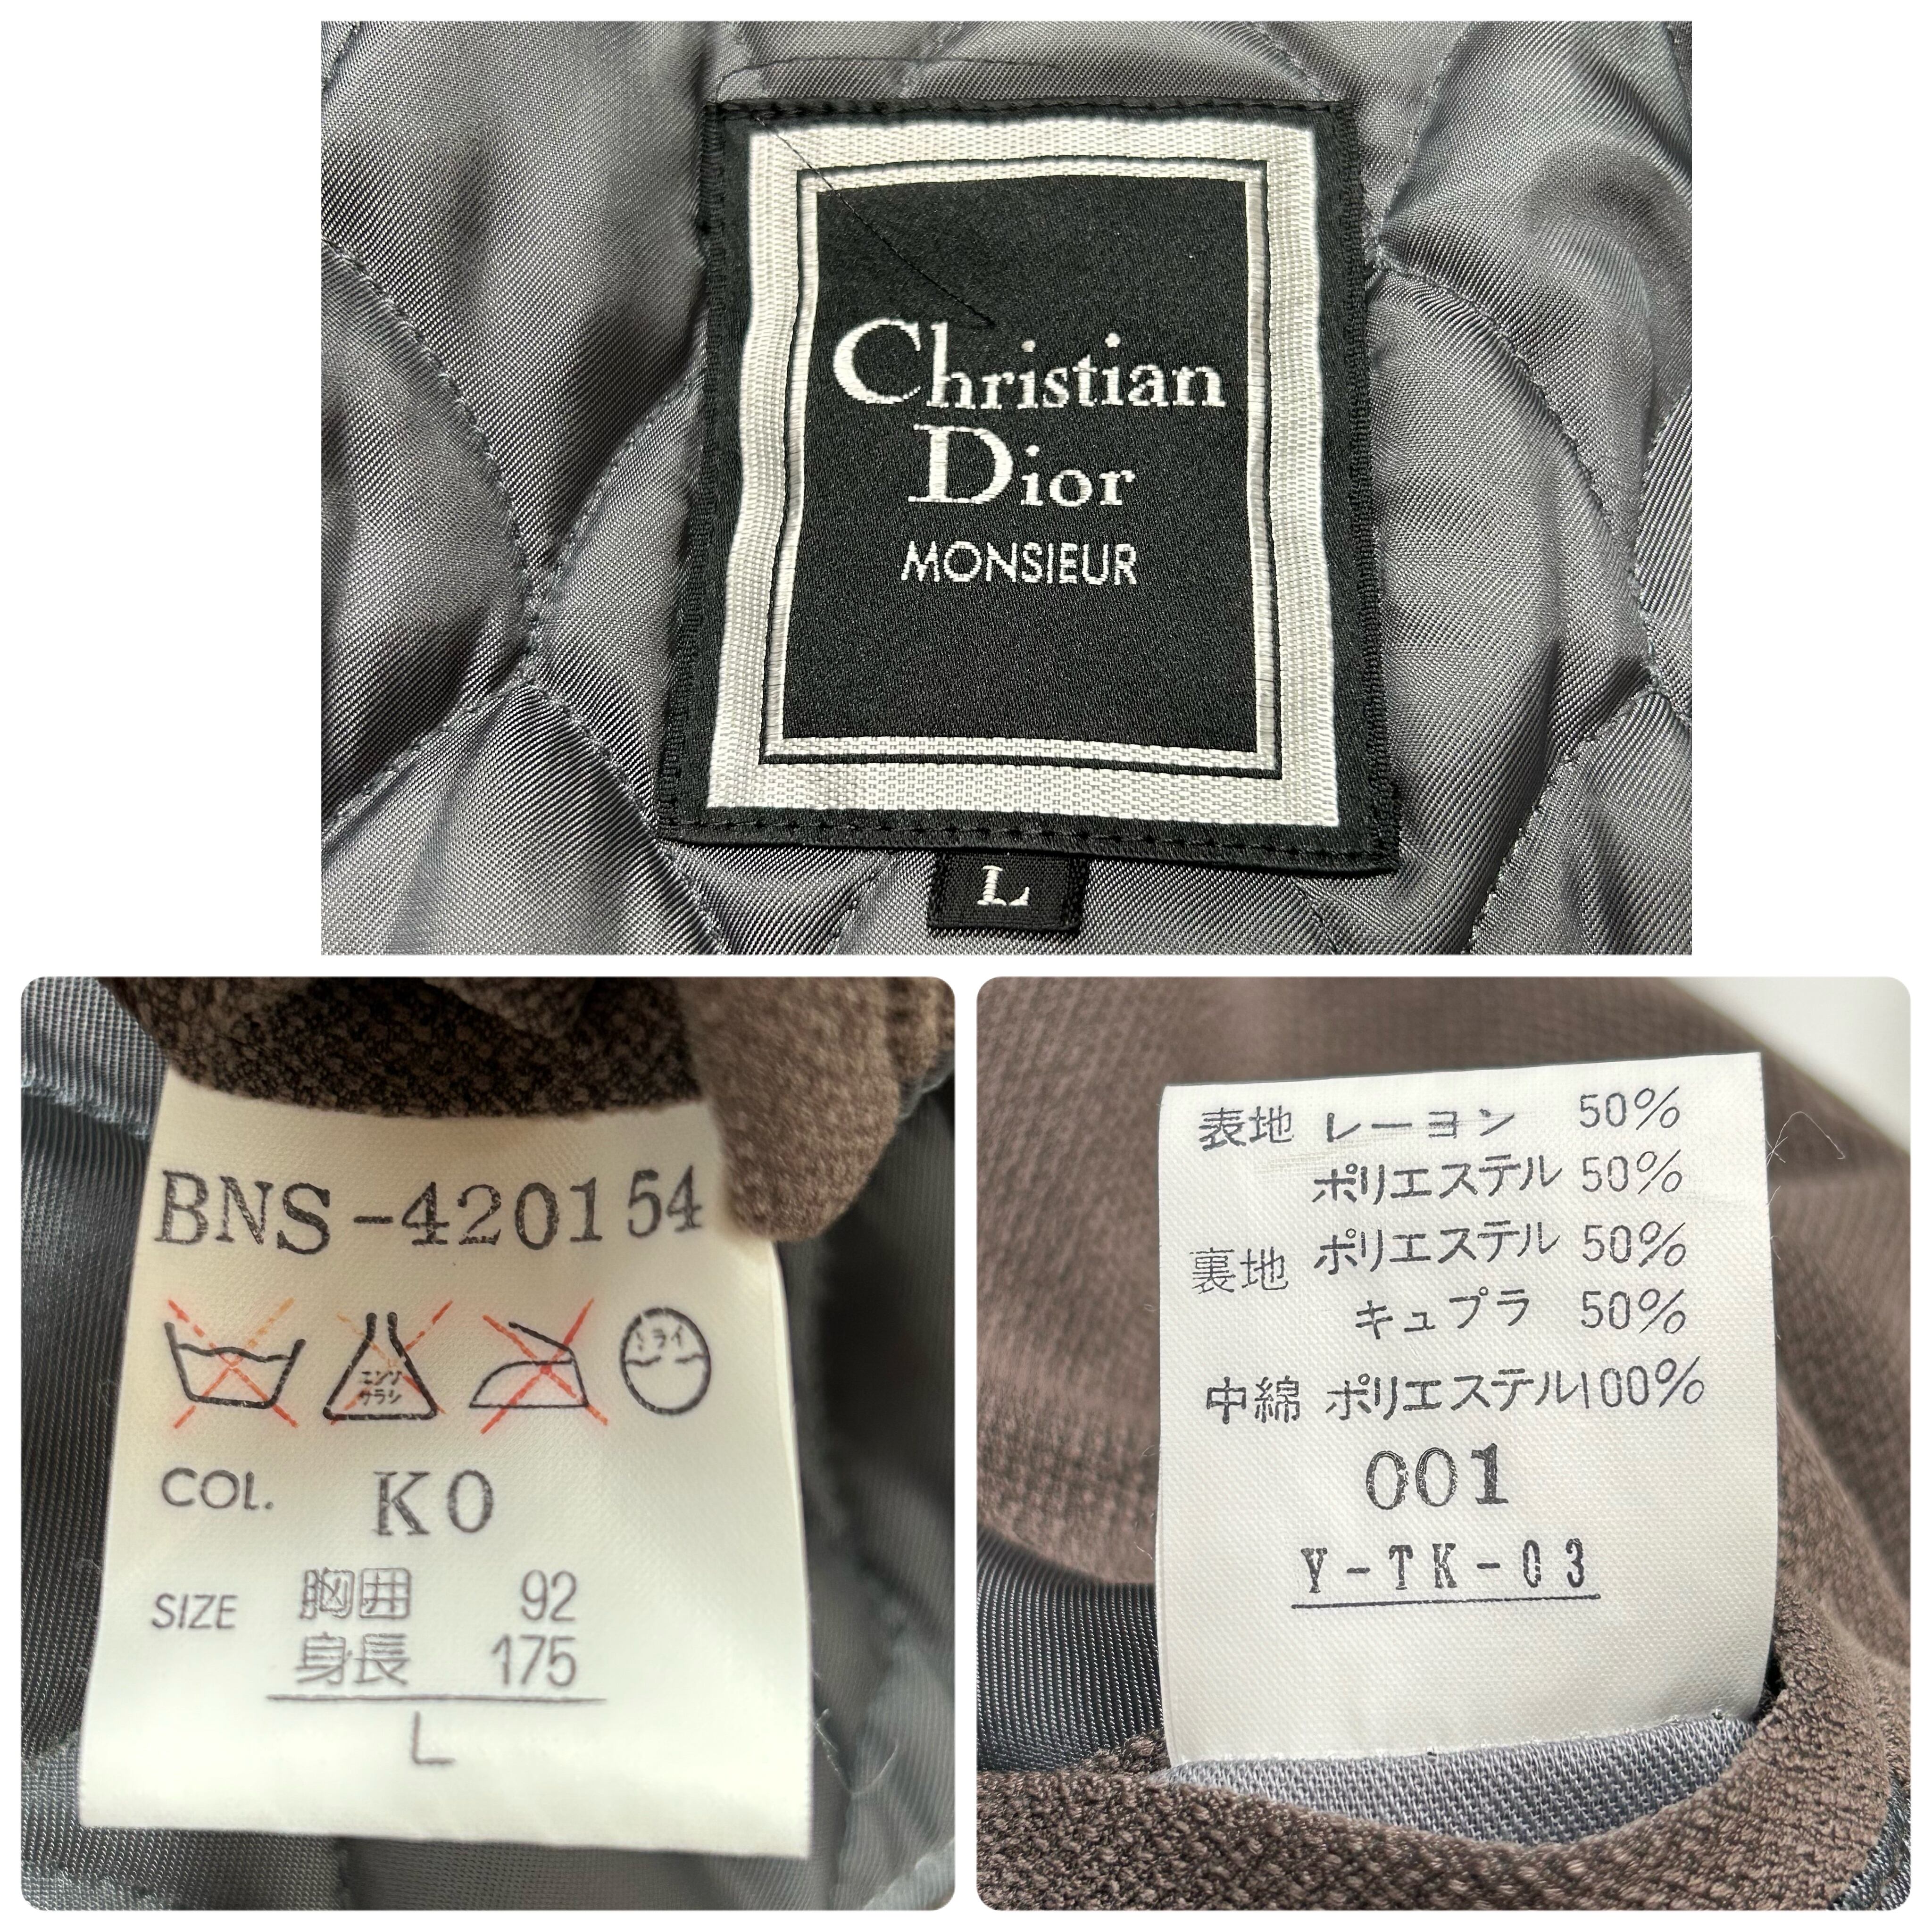 Christian
Dior
MONSIEUR
L
BNS-420154
エンソ
サラシ
ドライ
COL. K0
SIZE 胸囲 92
身長 175
L
表地 レーヨン 50%
ポリエステル 50%
裏地 ポリエステル 50%
キュプラ 50%
中綿 ポリエステル100%
001
Y-TK-03